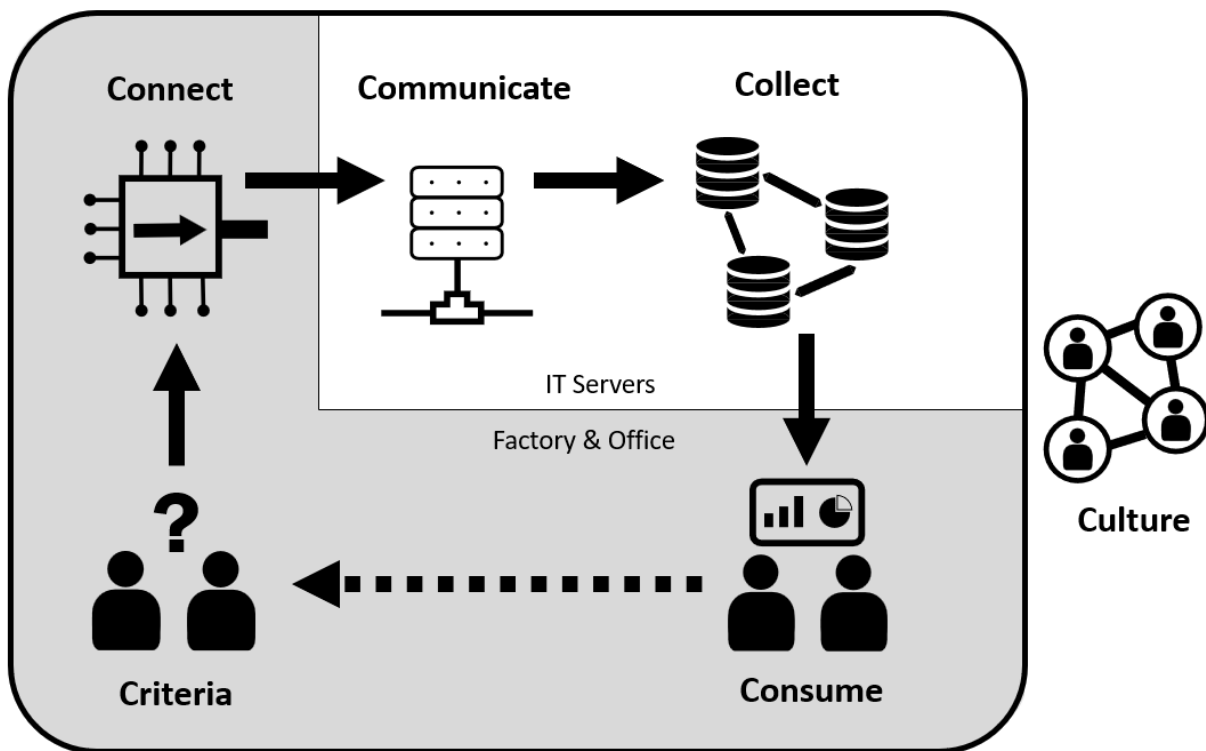 Connect
Communicate
Collect
IT Servers
Factory & Office
?
Culture
Criteria
Consume